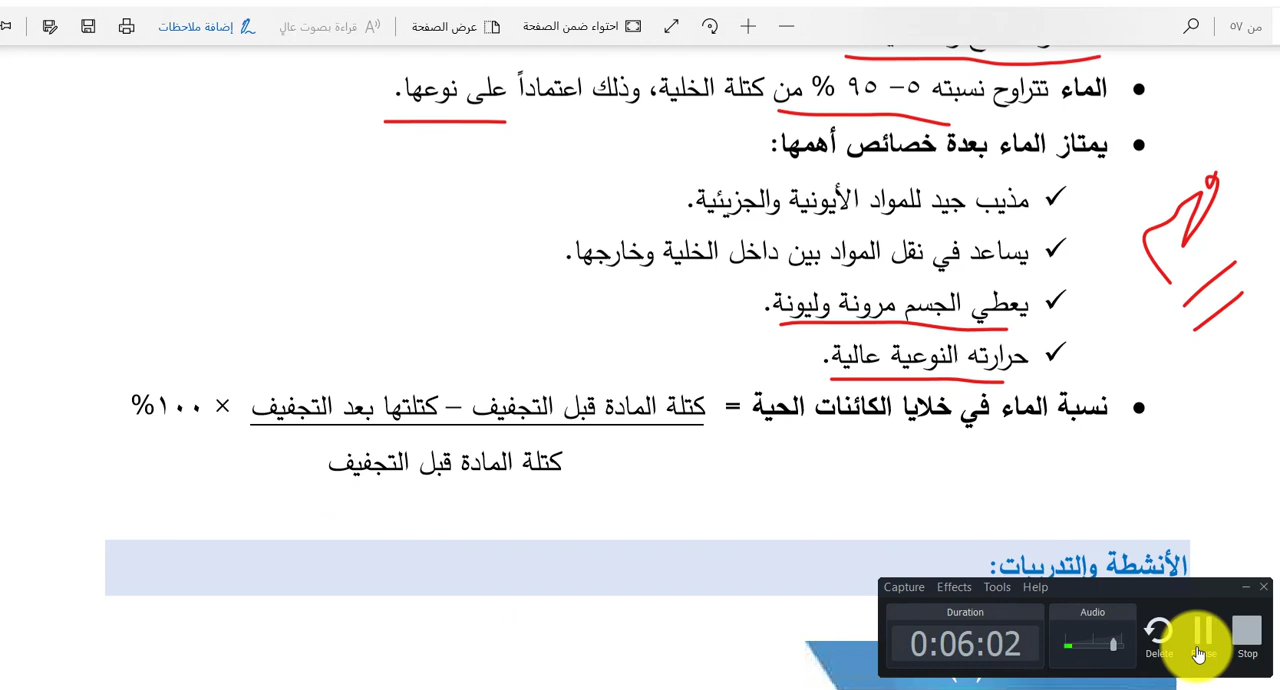 من ٥٧
احتواء ضمن الصفحة
عرض الصفحة
قراءة بصوت عالٍ
إضافة ملاحظات
الماء تتراوح نسبته ٥- ٩٥ % من كتلة الخلية، وذلك اعتماداً على نوعها.
يمتاز الماء بعدة خصائص أهمها:
✓ مذيب جيد للمواد الأيونية والجزيئية.
✓ يساعد في نقل المواد بين داخل الخلية وخارجها.
✓ يعطي الجسم مرونة وليونة.
✓ حرارته النوعية عالية.
نسبة الماء في خلايا الكائنات الحية = كتلة المادة قبل التجفيف – كتلتها بعد التجفيف × ١٠٠%
كتلة المادة قبل التجفيف
الأنشطة والتدريبات:
Capture Effects Tools Help
Duration
Audio
0:06:02
Delete
Pause
Stop